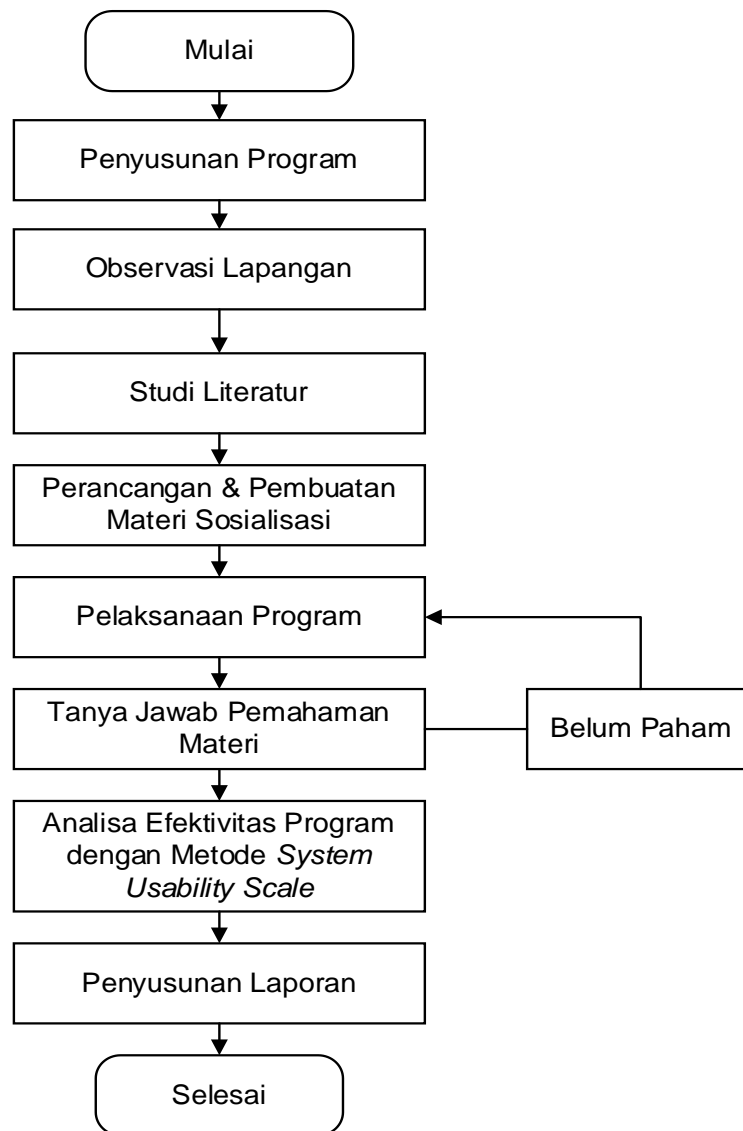 Mulai
Penyusunan Program
Observasi Lapangan
Studi Literatur
Perancangan & Pembuatan
Materi Sosialisasi
Pelaksanaan Program
Tanya Jawab Pemahaman
Materi
Belum Paham
Analisa Efektivitas Program
dengan Metode System
Usability Scale
Penyusunan Laporan
Selesai